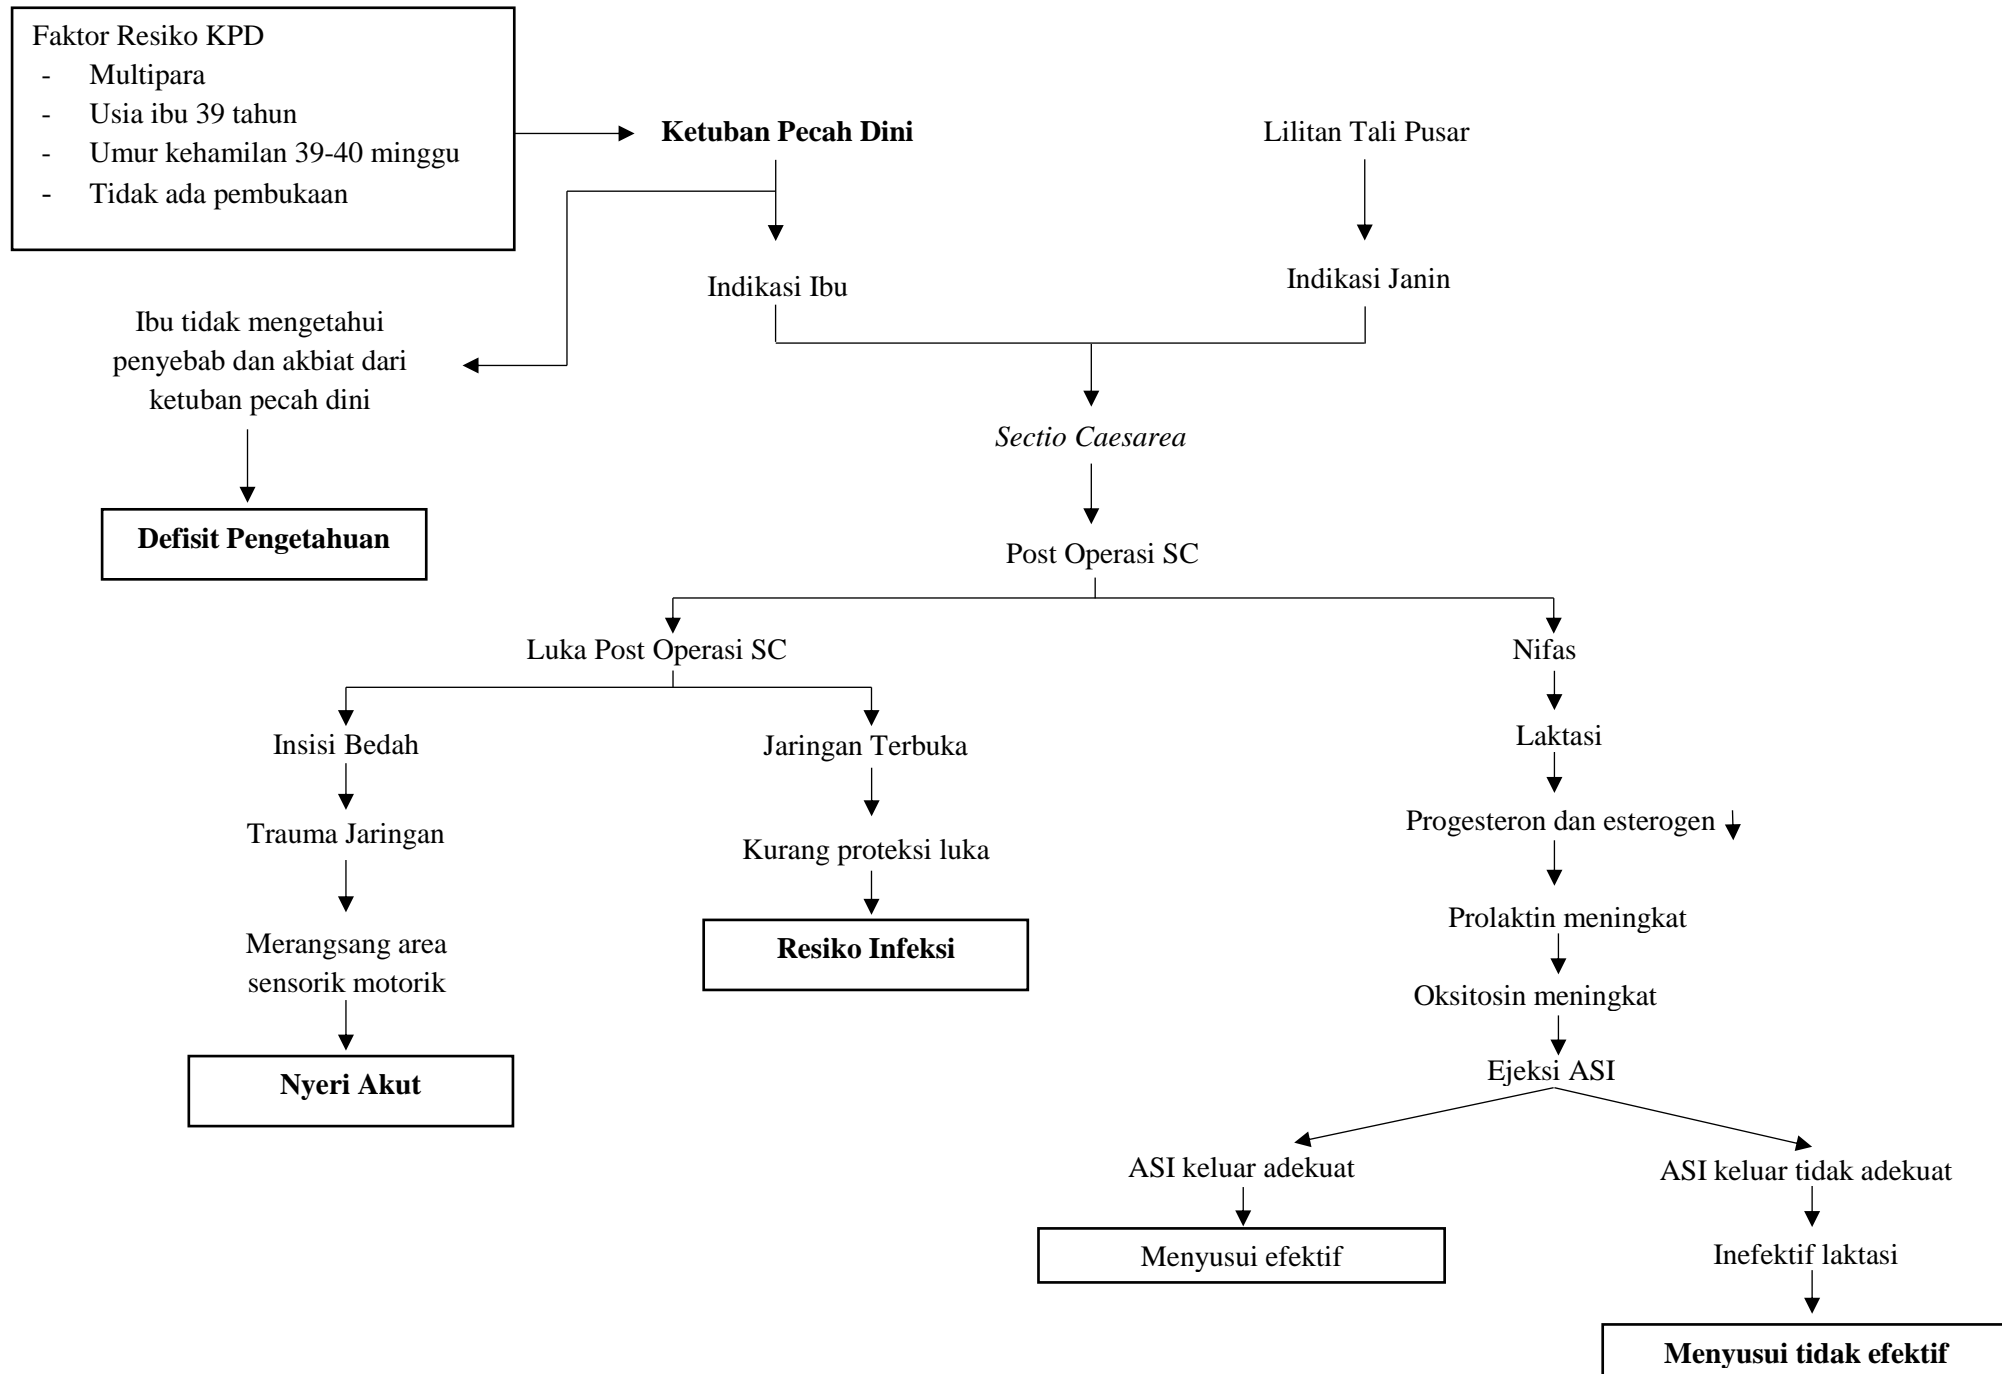 Faktor Resiko KPD
- Multipara
- Usia ibu 39 tahun
- Umur kehamilan 39-40 minggu
- Tidak ada pembukaan
Ketuban Pecah Dini
Lilitan Tali Pusar
Indikasi Ibu
Indikasi Janin
Ibu tidak mengetahui
penyebab dan akbiat dari
ketuban pecah dini
Sectio Caesarea
Defisit Pengetahuan
Post Operasi SC
Luka Post Operasi SC
Nifas
Insisi Bedah
Jaringan Terbuka
Laktasi
Trauma Jaringan
Kurang proteksi luka
Progesteron dan esterogen
Merangsang area
sensorik motorik
Resiko Infeksi
Prolaktin meningkat
Oksitosin meningkat
Nyeri Akut
Ejeksi ASI
ASI keluar adekuat
ASI keluar tidak adekuat
Menyusui efektif
Inefektif laktasi
Menyusui tidak efektif